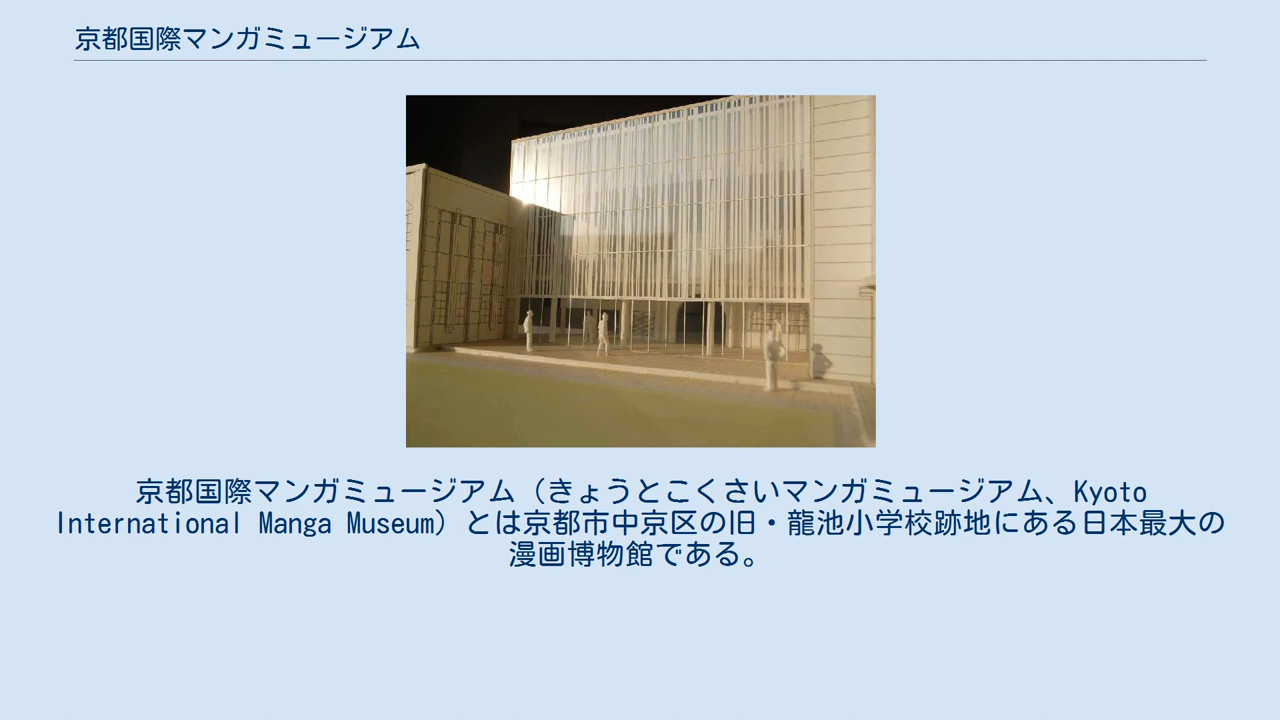 京都国際マンガミュージアム
京都国際マンガミュージアム（きょうとこくさいマンガミュージアム、Kyoto
International Manga Museum）とは京都市中京区の旧・龍池小学校跡地にある日本最大の
漫画博物館である。